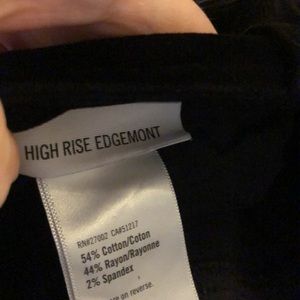 HIGH RISE EDGEMONT
RN#27002 CA#51217
54% Cotton/Coton
44% Rayon/Rayonne
2% Spandex
on reverse.